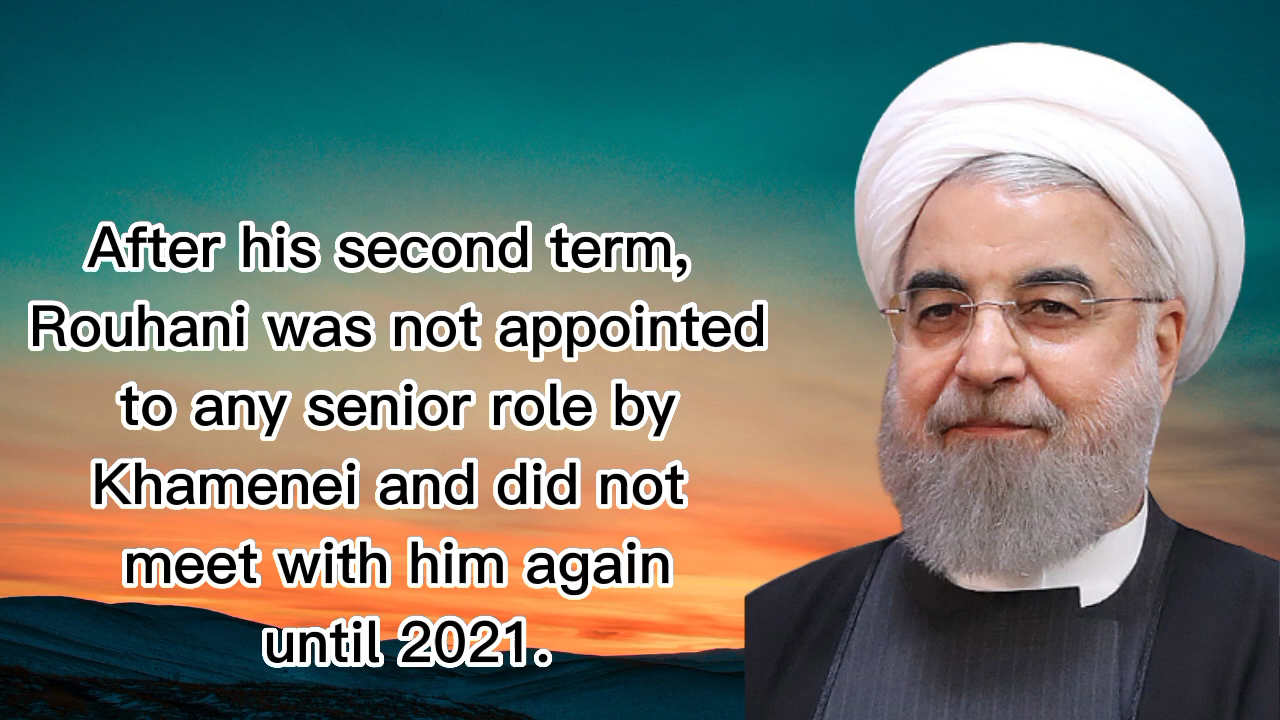 After his second term,
Rouhani was not appointed
to any senior role by
Khamenei and did not
meet with him again
until 2021.